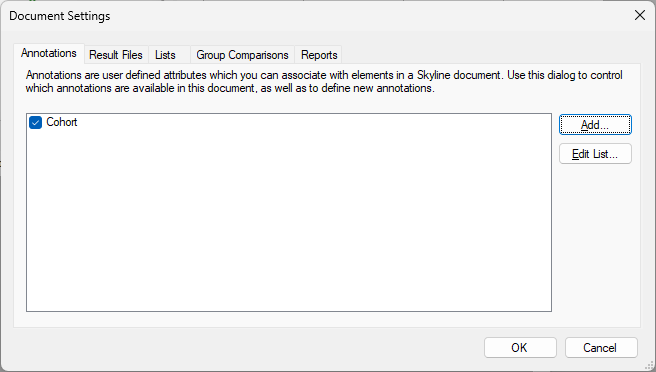 Document Settings
Annotations Result Files Lists Group Comparisons Reports
Annotations are user defined attributes which you can associate with elements in a Skyline document. Use this dialog to control
which annotations are available in this document, as well as to define new annotations.
Cohort
Add...
Edit List...
OK Cancel